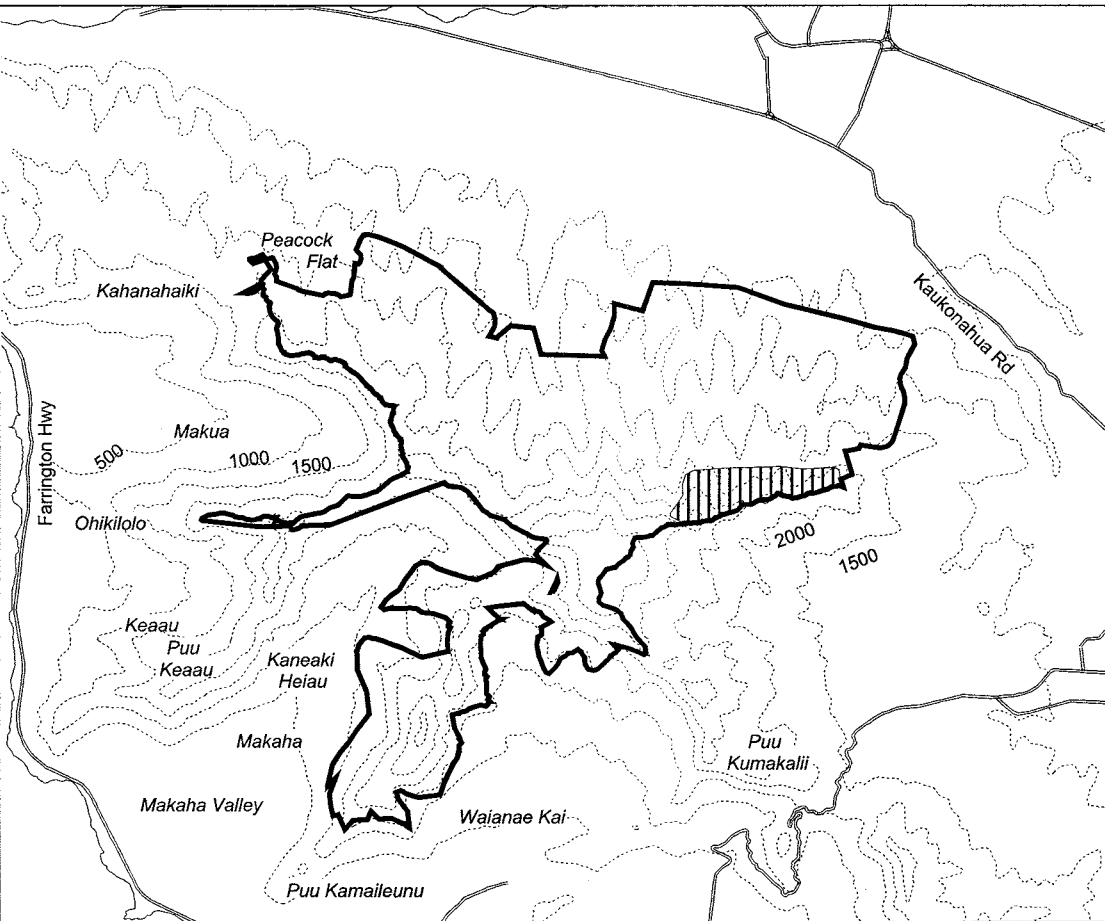 Peacock
Flat
Kahanahaiki
Kaukonahua Rd
Farrington Hwy
Makua
500
1000
1500
Ohikilolo
2000
1500
Keaau
Puu
Keaau
Kaneaki
Heiau
Makaha
Puu
Kumakalii
Makaha Valley
Waianae Kai
Puu Kamaileunu